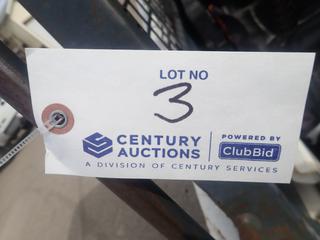 LOT NO
3
CENTURY AUCTIONS
POWERED BY
ClubBid
A DIVISION OF CENTURY SERVICES